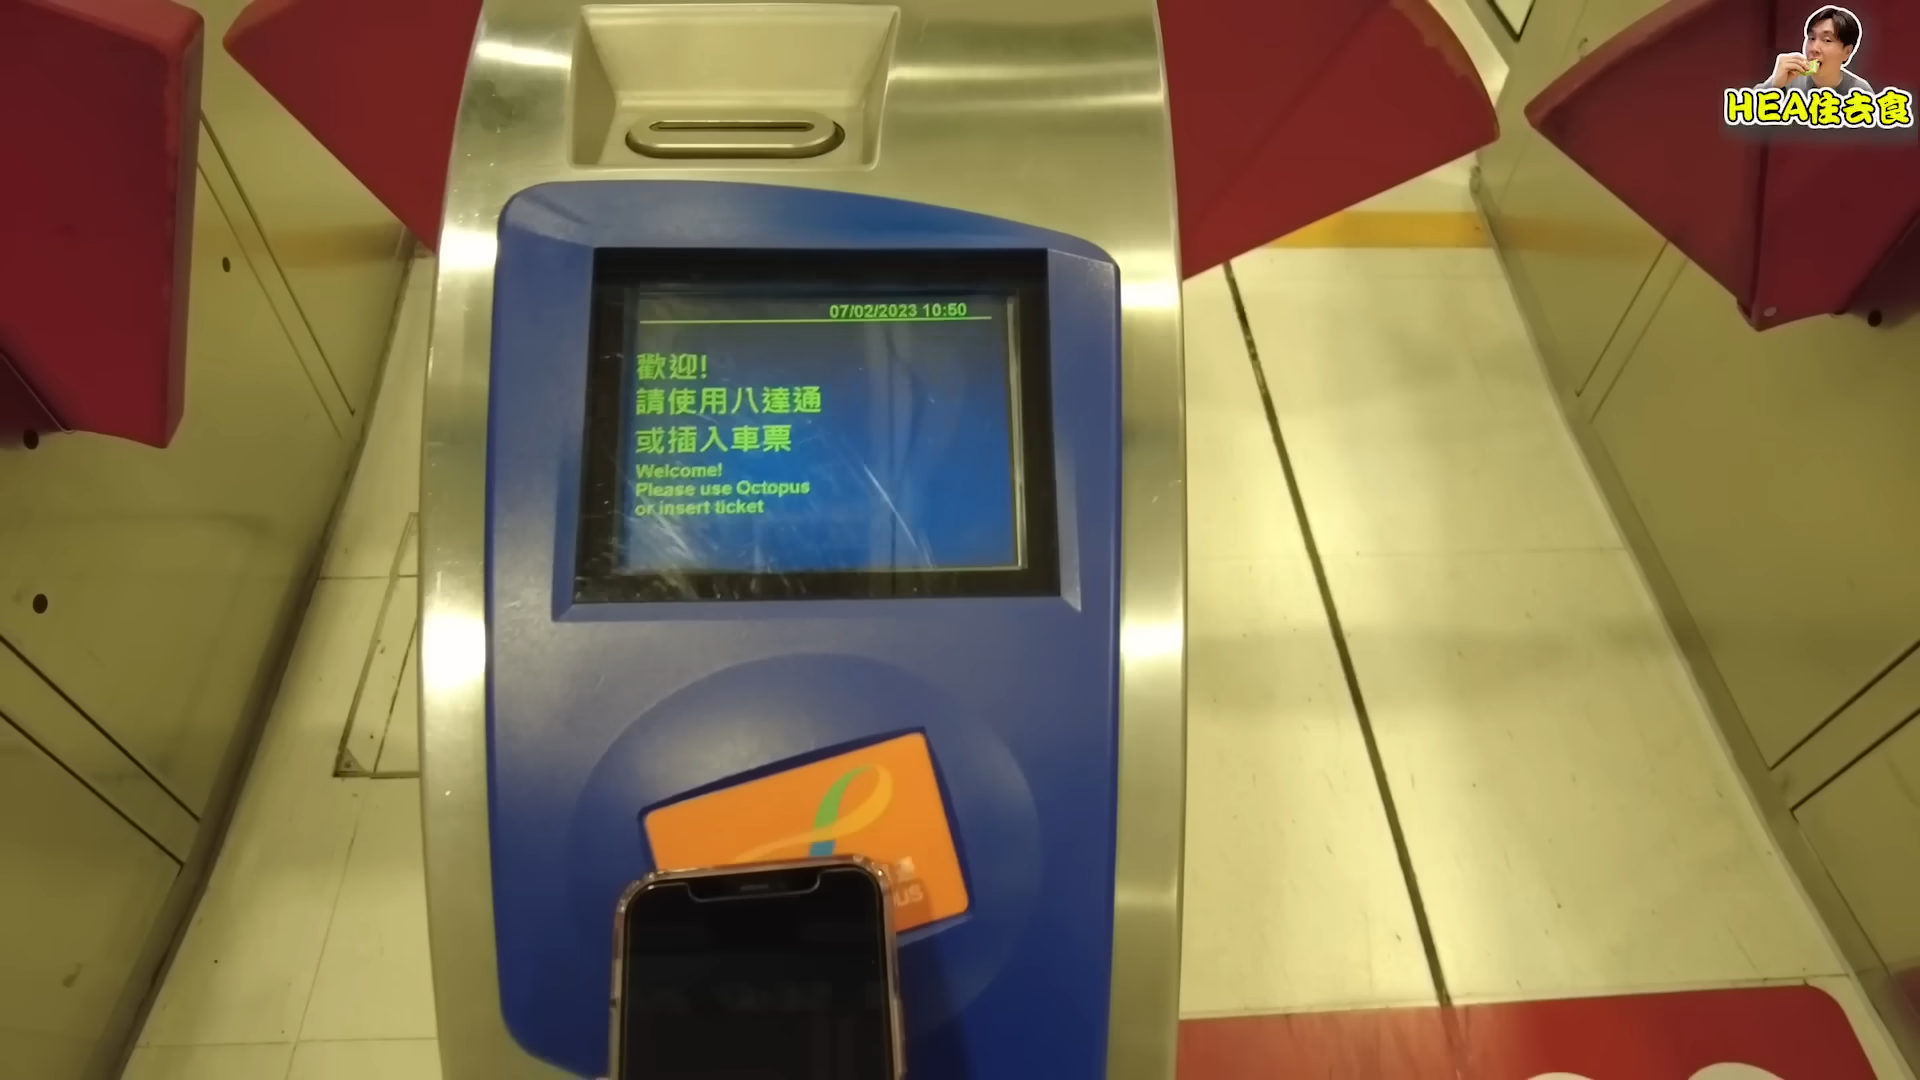 HEA住去食
07/02/2023 10:50
歡迎!
請使用八達通
或插入車票
Welcome!
Please use Octopus
or insert ticket